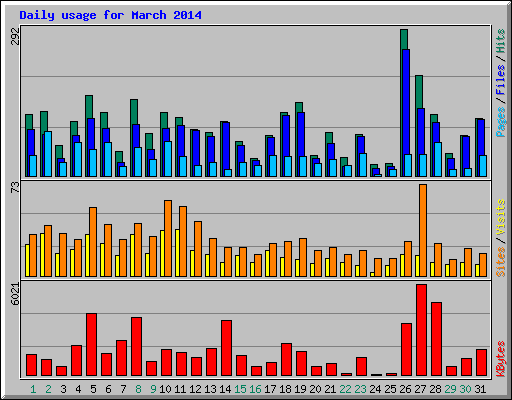 Daily usage for March 2014
292
73
6021
Pages / Files / Hits
Sites / Visits
KBytes
1 2 3 4 5 6 7 8 9 10 11 12 13 14 15 16 17 18 19 20 21 22 23 24 25 26 27 28 29 30 31